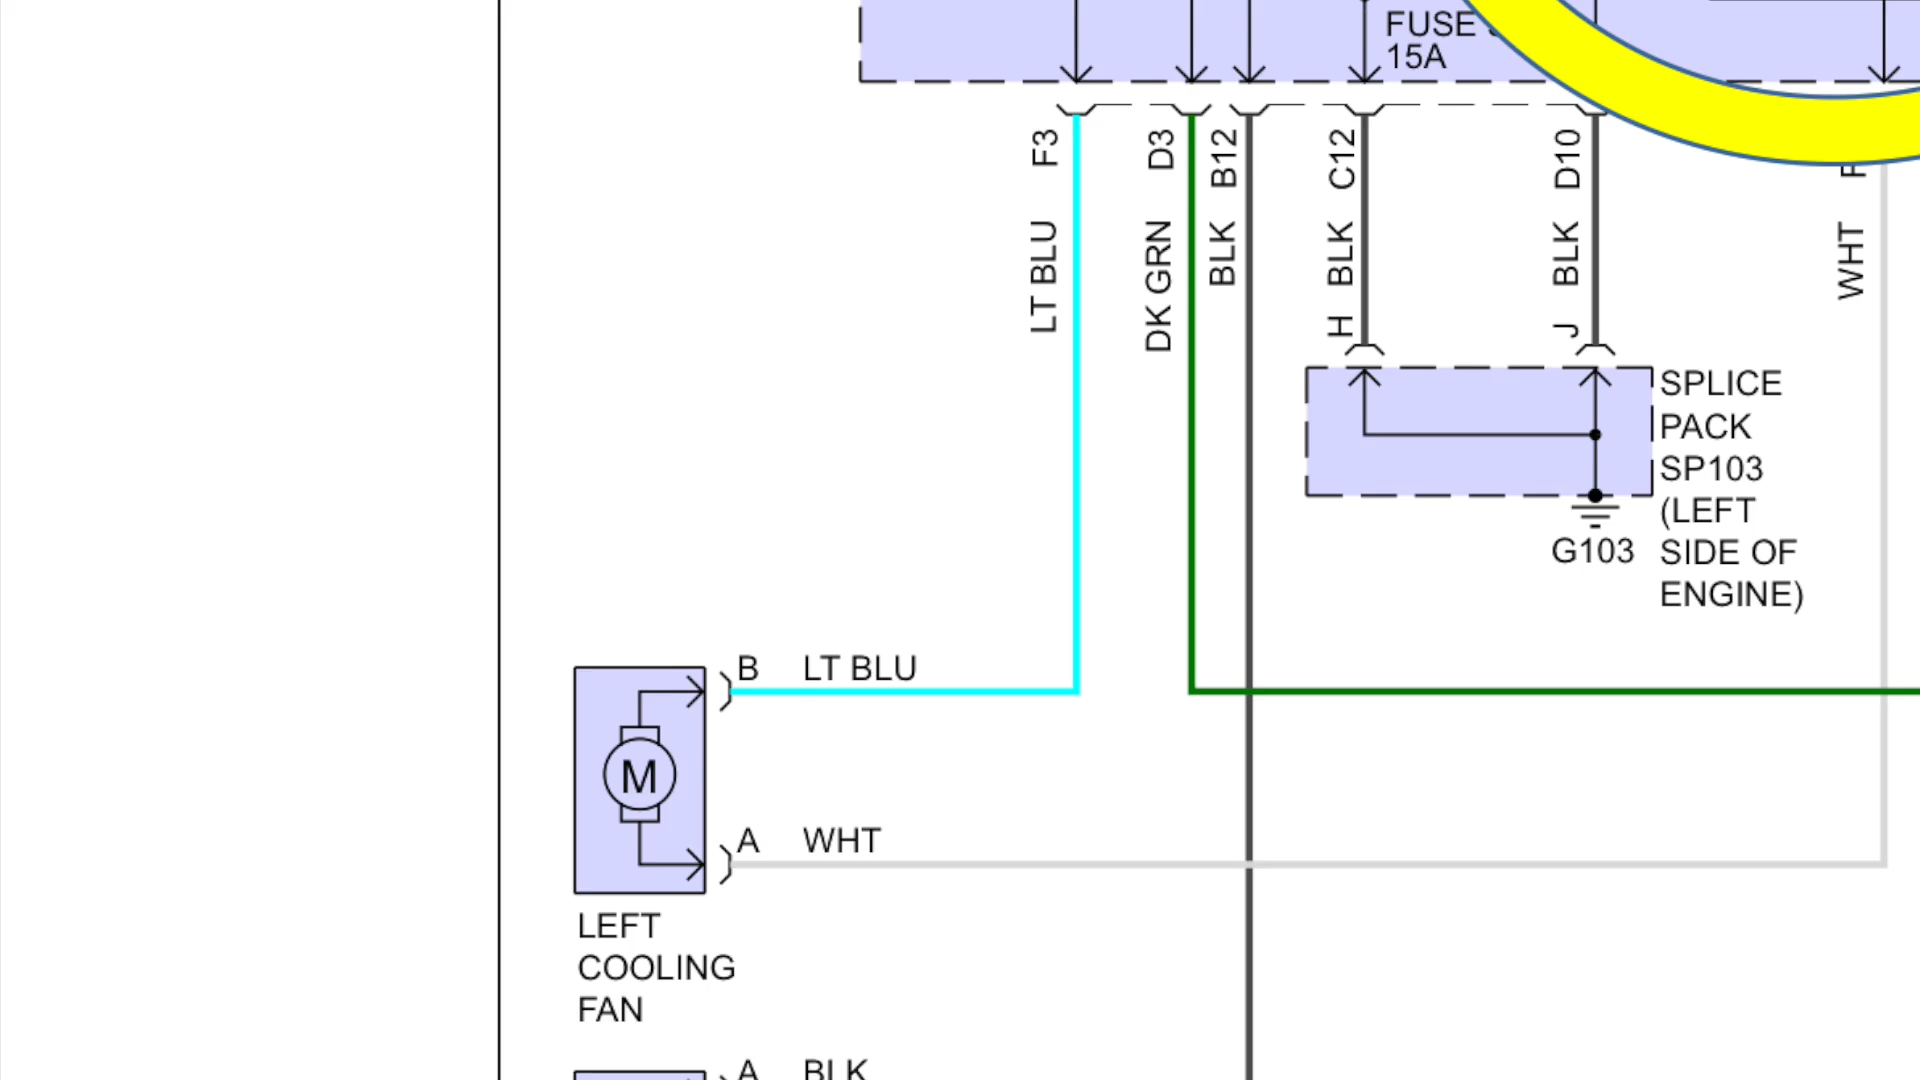 FUSE
15A
F3
D3
B12
C12
D10
LT BLU
DK GRN
BLK
BLK
BLK
WHT
H
J
SPLICE
PACK
SP103
(LEFT
SIDE OF
ENGINE)
G103
B LT BLU
M
A WHT
LEFT
COOLING
FAN
A BLK